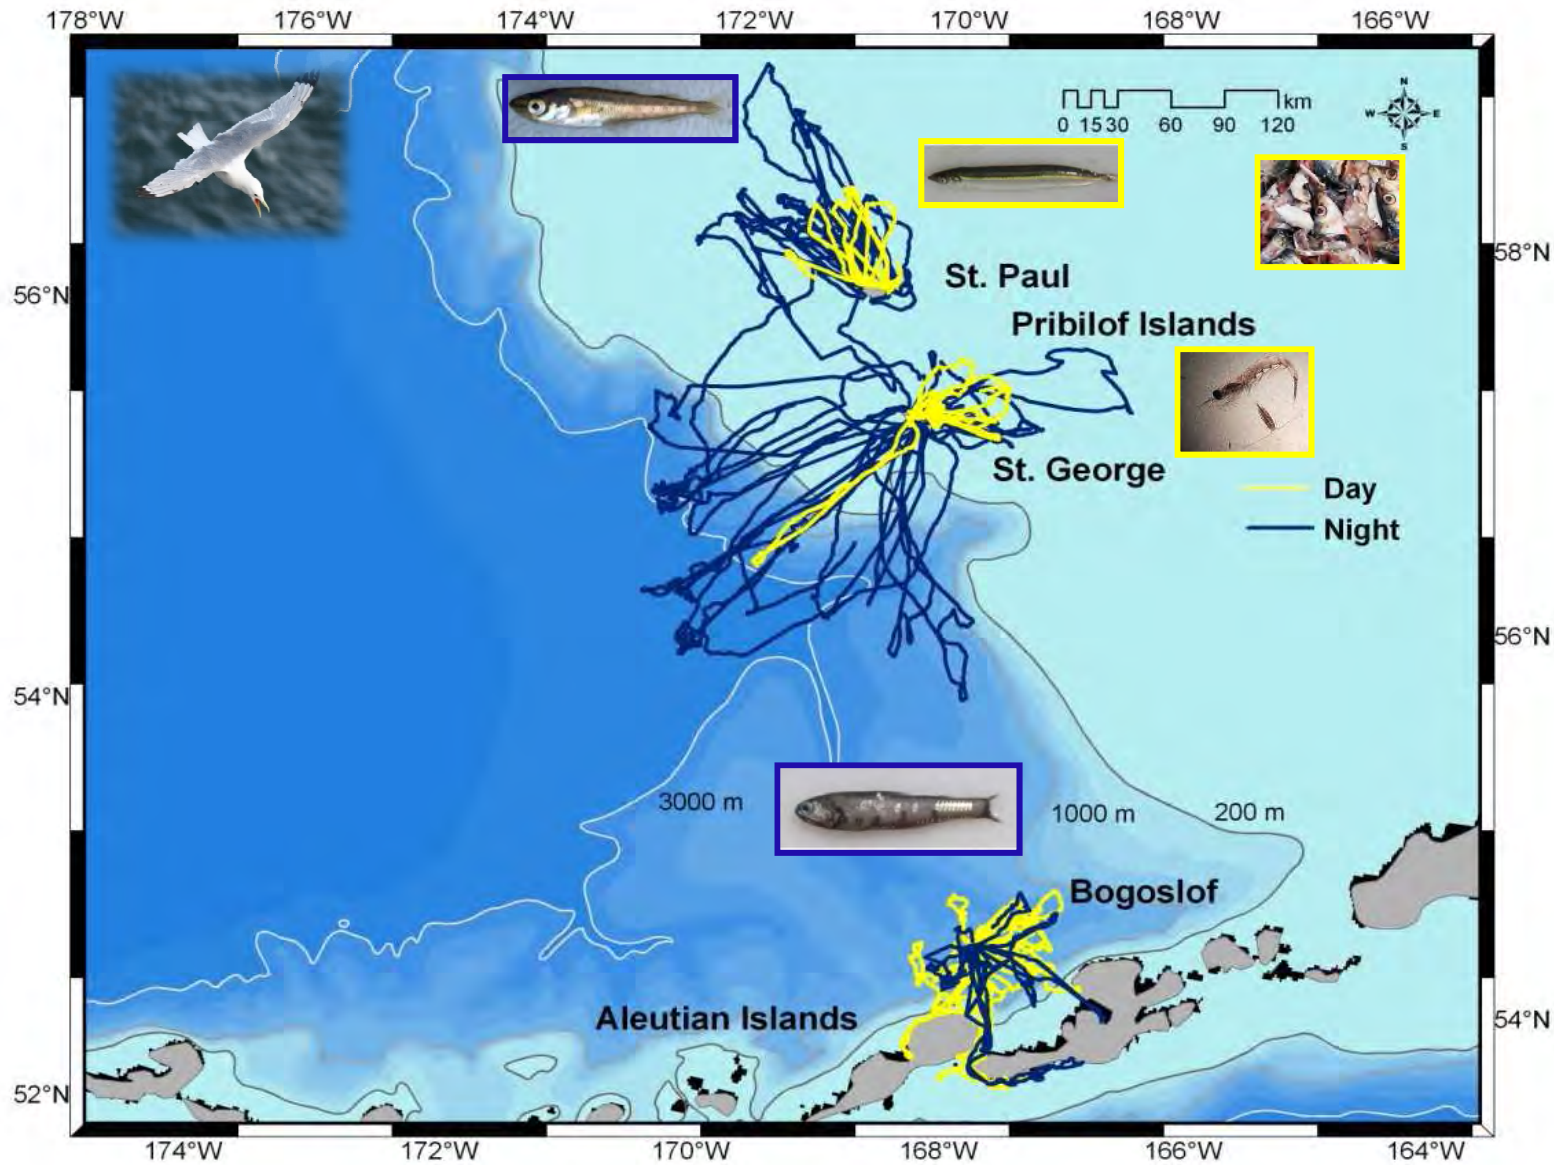 178°W 176°W 174°W 172°W 170°W 168°W 166°W
N
W E
S
km
0 15 30 60 90 120
58°N
St. Paul
56°N
Pribilof Islands
St. George
Day
Night
56°N
54°N
3000 m
1000 m
200 m
Bogoslof
Aleutian Islands
54°N
52°N
174°W 172°W 170°W 168°W 166°W 164°W